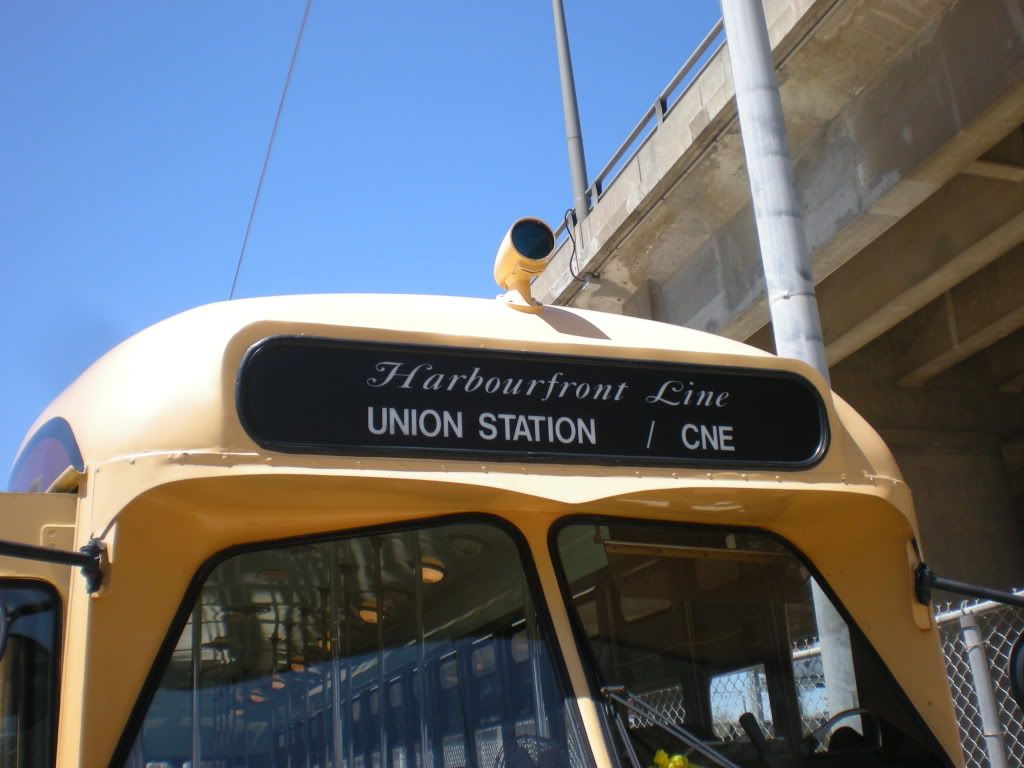 Harbourfront Line
UNION STATION / CNE